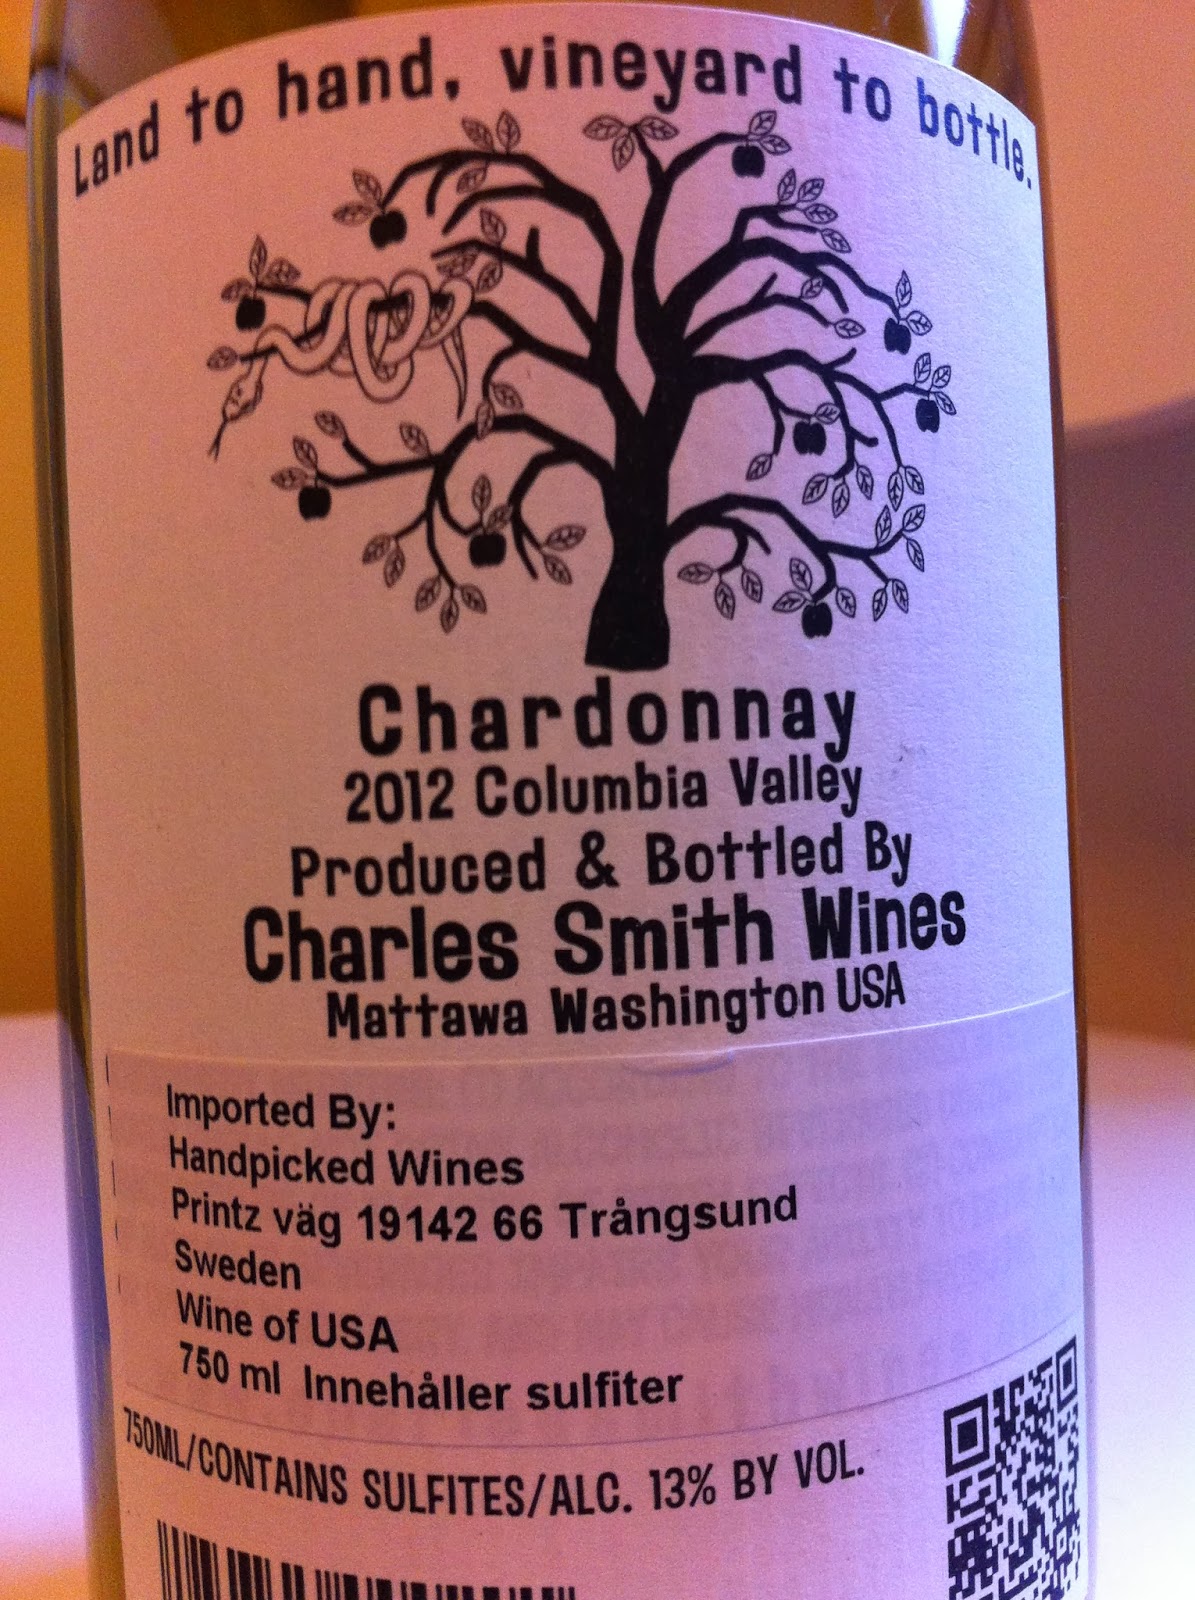 Land to hand, vineyard to bottle.
Chardonnay
2012 Columbia Valley
Produced & Bottled By
Charles Smith Wines
Mattawa Washington USA
Imported By:
Handpicked Wines
Printz väg 19142 66 Trångsund
Sweden
Wine of USA
750 ml Innehåller sulfiter
750ML/CONTAINS SULFITES/ALC. 13% BY VOL.